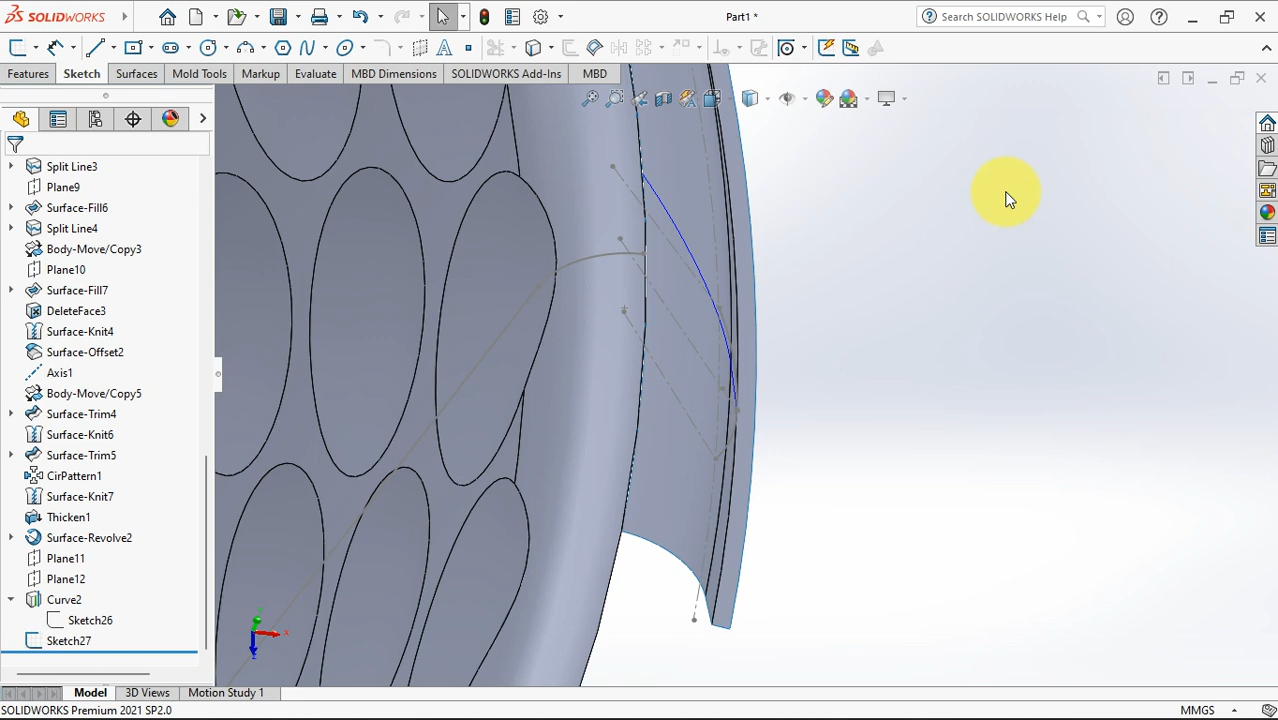 SOLIDWORKS
Part1 *
Search SOLIDWORKS Help
Features
Sketch
Surfaces
Mold Tools
Markup
Evaluate
MBD Dimensions
SOLIDWORKS Add-Ins
MBD
Split Line3
Plane9
Surface-Fill6
Split Line4
Body-Move/Copy3
Plane10
Surface-Fill7
DeleteFace3
Surface-Knit4
Surface-Offset2
Axis1
Body-Move/Copy5
Surface-Trim4
Surface-Knit6
Surface-Trim5
CirPattern1
Surface-Knit7
Thicken1
Surface-Revolve2
Plane11
Plane12
Curve2
Sketch26
Sketch27
Y
X
Z
Model
3D Views
Motion Study 1
SOLIDWORKS Premium 2021 SP2.0
MMGS